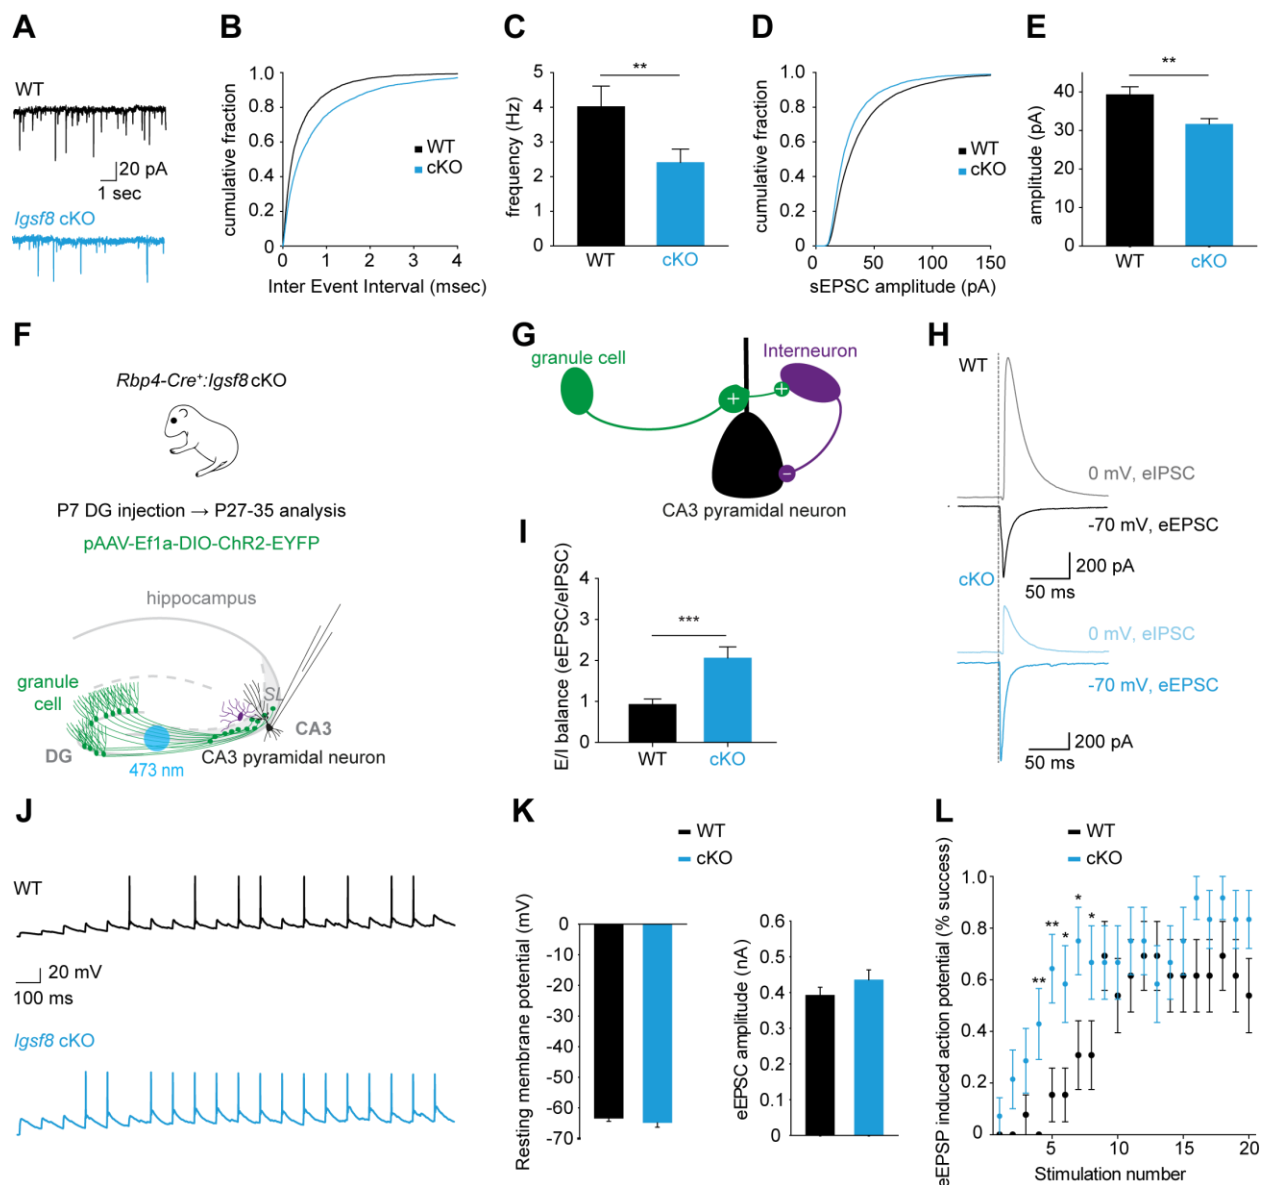 A
WT
20 pA
1 sec
Igsf8 cKO
B
cumulative fraction
1.0
0.8
0.6
0.4
0.2
0
WT
cKO
0 1 2 3 4
Inter Event Interval (msec)
C
frequency (Hz)
5
4
3
2
1
0
**
WT cKO
D
cumulative fraction
1.0
0.8
0.6
0.4
0.2
0
WT
cKO
0 50 100 150
sEPSC amplitude (pA)
E
amplitude (pA)
40
30
20
10
0
**
WT cKO
F
Rbp4-Cre+:Igsf8 cKO
P7 DG injection → P27-35 analysis
pAAV-Ef1a-DIO-ChR2-EYFP
hippocampus
granule
cell
SL
CA3
DG
CA3 pyramidal neuron
473 nm
G
granule cell
Interneuron
+
+
-
CA3 pyramidal neuron
H
WT
0 mV, eIPSC
-70 mV, eEPSC
200 pA
50 ms
cKO
0 mV, eIPSC
-70 mV, eEPSC
200 pA
50 ms
I
E/I balance (eEPSC/eIPSC)
4
3
2
1
0
***
WT cKO
J
WT
20 mV
100 ms
Igsf8 cKO
K
WT
cKO
Resting membrane potential (mV)
0
-10
-20
-30
-40
-50
-60
-70
eEPSC amplitude (nA)
0.6
0.5
0.4
0.3
0.2
0.1
0
L
WT
cKO
eEPSP induced action potential (% success)
1.0
0.8
0.6
0.4
0.2
0
**
**
*
*
*
5 10 15 20
Stimulation number